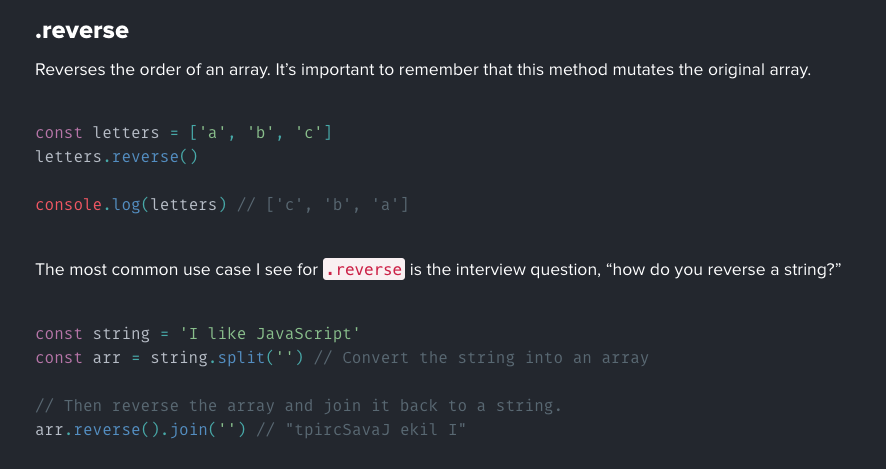 .reverse
Reverses the order of an array. It’s important to remember that this method mutates the original array.
const letters = ['a', 'b', 'c']
letters.reverse()
console.log(letters) // ['c', 'b', 'a']
The most common use case I see for .reverse is the interview question, “how do you reverse a string?”
const string = 'I like JavaScript'
const arr = string.split('') // Convert the string into an array
// Then reverse the array and join it back to a string.
arr.reverse().join('') // "tpircSavaJ ekil I"